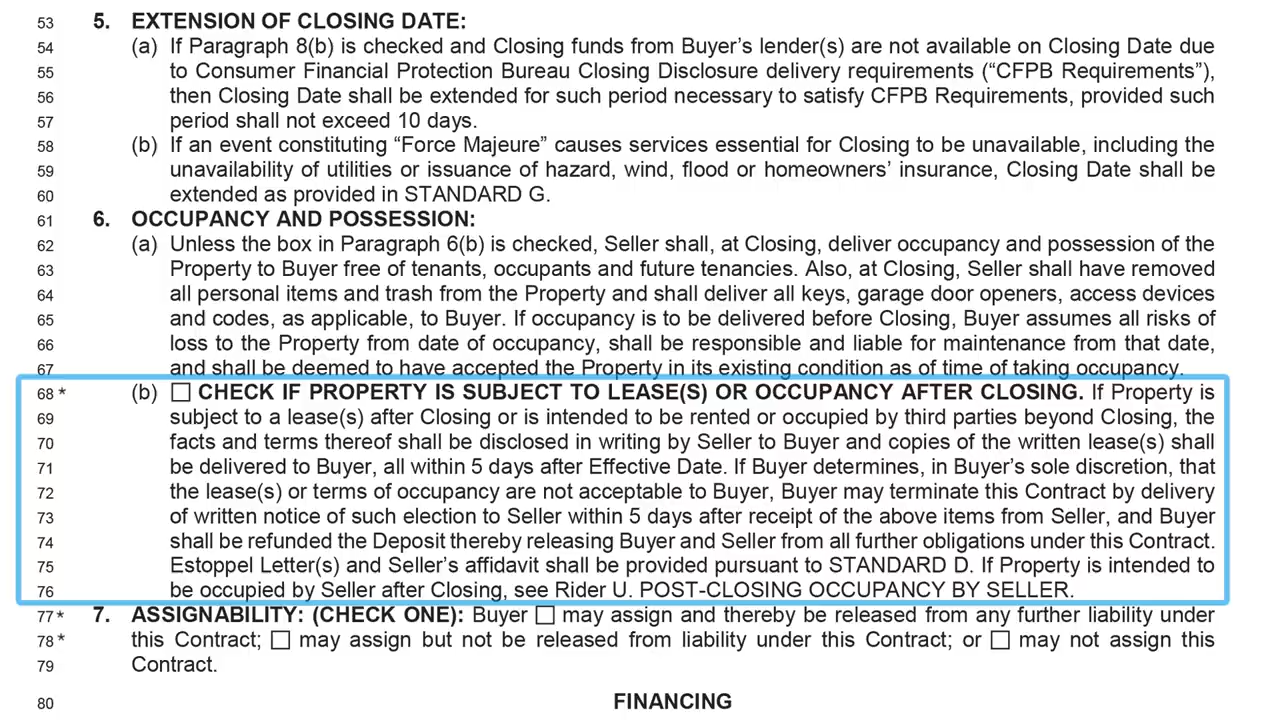 53 5. EXTENSION OF CLOSING DATE:
54 (a) If Paragraph 8(b) is checked and Closing funds from Buyer’s lender(s) are not available on Closing Date due
55 to Consumer Financial Protection Bureau Closing Disclosure delivery requirements (“CFPB Requirements”),
56 then Closing Date shall be extended for such period necessary to satisfy CFPB Requirements, provided such
57 period shall not exceed 10 days.
58 (b) If an event constituting “Force Majeure” causes services essential for Closing to be unavailable, including the
59 unavailability of utilities or issuance of hazard, wind, flood or homeowners’ insurance, Closing Date shall be
60 extended as provided in STANDARD G.
61 6. OCCUPANCY AND POSSESSION:
62 (a) Unless the box in Paragraph 6(b) is checked, Seller shall, at Closing, deliver occupancy and possession of the
63 Property to Buyer free of tenants, occupants and future tenancies. Also, at Closing, Seller shall have removed
64 all personal items and trash from the Property and shall deliver all keys, garage door openers, access devices
65 and codes, as applicable, to Buyer. If occupancy is to be delivered before Closing, Buyer assumes all risks of
66 loss to the Property from date of occupancy, shall be responsible and liable for maintenance from that date,
67 and shall be deemed to have accepted the Property in its existing condition as of time of taking occupancy.
68 * (b) ☐ CHECK IF PROPERTY IS SUBJECT TO LEASE(S) OR OCCUPANCY AFTER CLOSING. If Property is
69 subject to a lease(s) after Closing or is intended to be rented or occupied by third parties beyond Closing, the
70 facts and terms thereof shall be disclosed in writing by Seller to Buyer and copies of the written lease(s) shall
71 be delivered to Buyer, all within 5 days after Effective Date. If Buyer determines, in Buyer’s sole discretion, that
72 the lease(s) or terms of occupancy are not acceptable to Buyer, Buyer may terminate this Contract by delivery
73 of written notice of such election to Seller within 5 days after receipt of the above items from Seller, and Buyer
74 shall be refunded the Deposit thereby releasing Buyer and Seller from all further obligations under this Contract.
75 Estoppel Letter(s) and Seller’s affidavit shall be provided pursuant to STANDARD D. If Property is intended to
76 be occupied by Seller after Closing, see Rider U. POST-CLOSING OCCUPANCY BY SELLER.
77 * 7. ASSIGNABILITY: (CHECK ONE): Buyer ☐ may assign and thereby be released from any further liability under
78 * this Contract; ☐ may assign but not be released from liability under this Contract; or ☐ may not assign this
79 Contract.
80 FINANCING